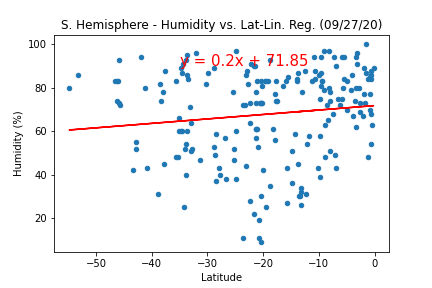 S. Hemisphere - Humidity vs. Lat-Lin. Reg. (09/27/20)
y = 0.2x + 71.85
100
80
60
40
20
Humidity (%)
−50 −40 −30 −20 −10 0
Latitude